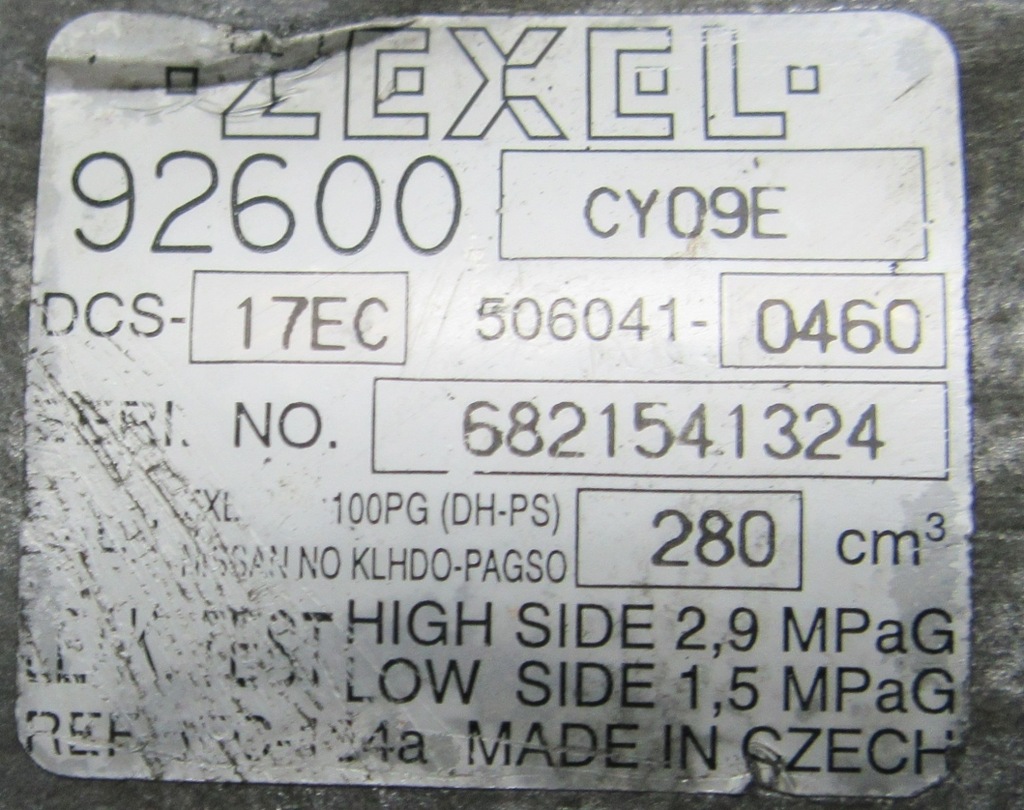 ZEXEL
92600 CY09E
DCS-17EC 506041-0460
NO. 6821541324
100PG (DH-PS) 280 cm³
NISSAN NO KLHDO-PAGSO
HIGH SIDE 2,9 MPaG
LOW SIDE 1,5 MPaG
MADE IN CZECH